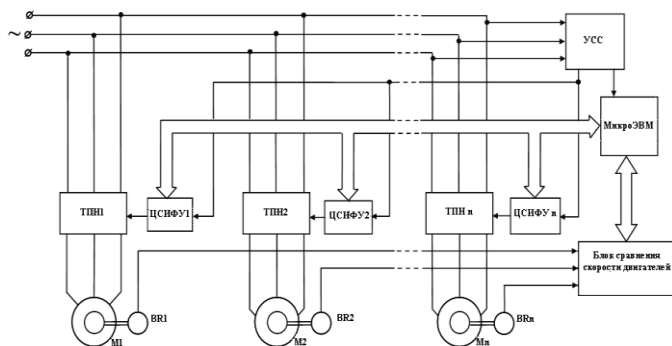 ~
УСС
МикроЭВМ
ТПН1
ЦСИФУ1
ТПН2
ЦСИФУ2
ТПН n
ЦСИФУ n
Блок сравнения
скорости двигателей
BR1
BR2
BRn
M1
M2
Mn